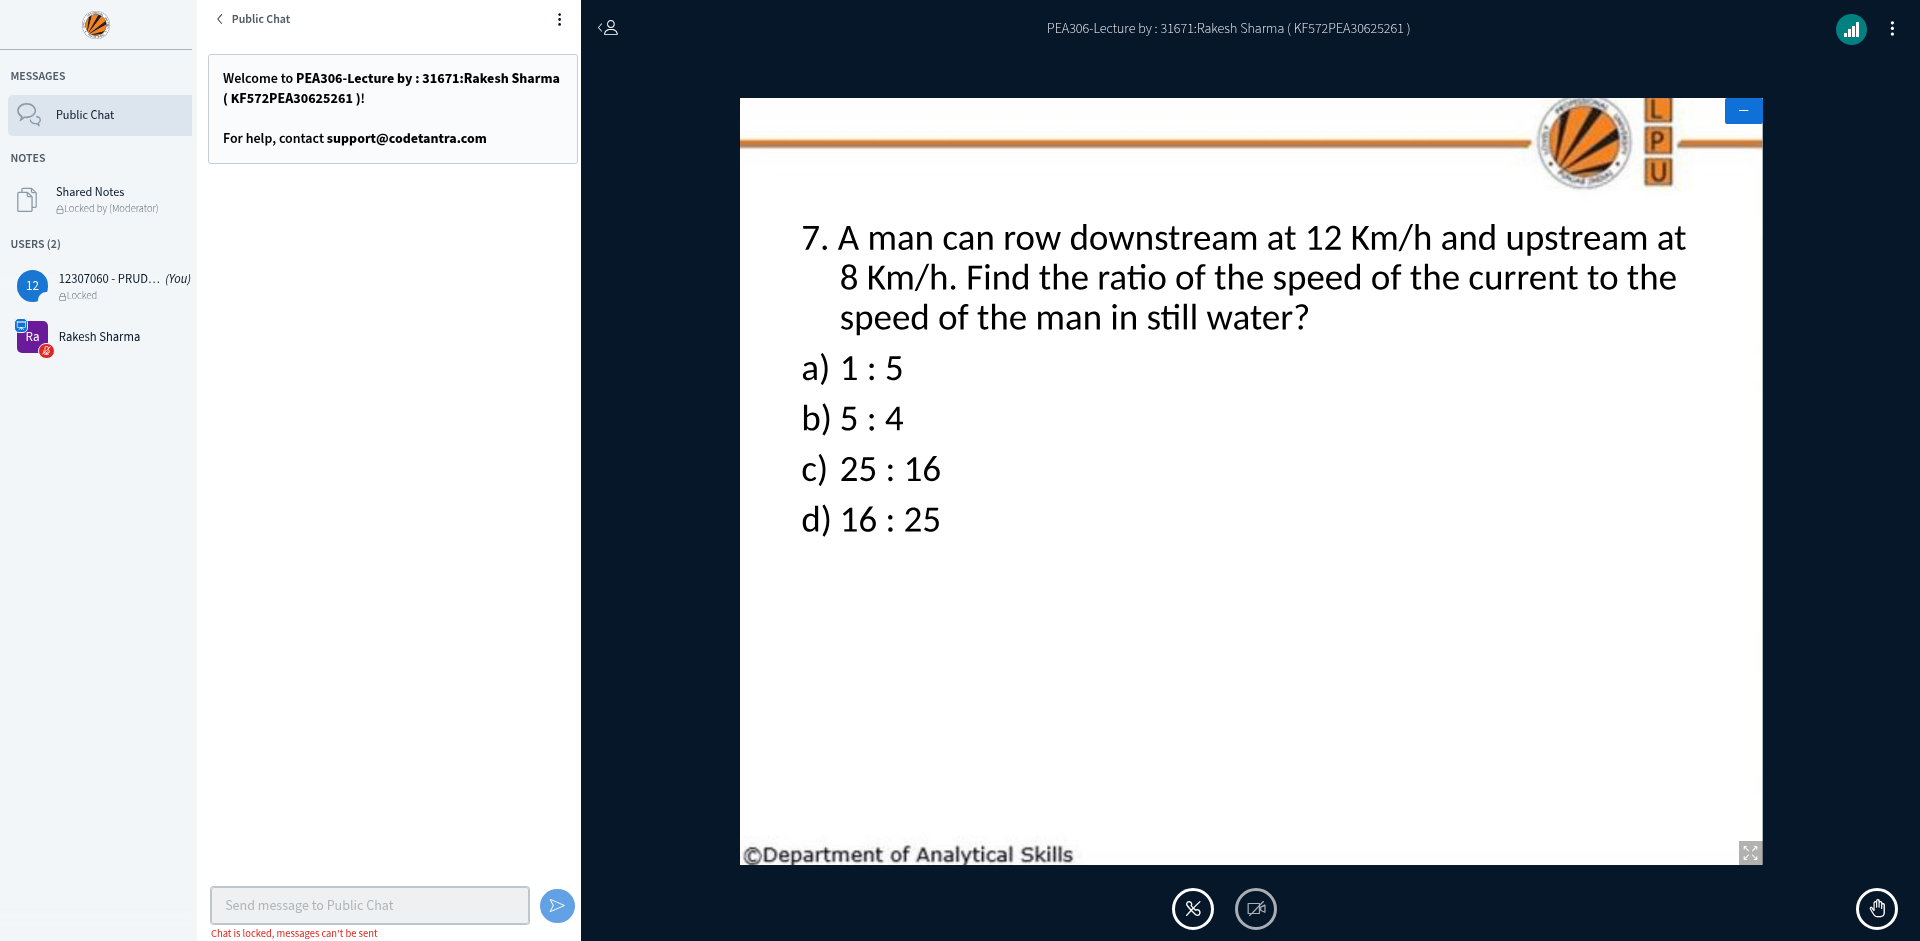 MESSAGES
Public Chat
NOTES
Shared Notes
Locked by (Moderator)
USERS (2)
12
12307060 - PRUD... (You)
Locked
Ra
Rakesh Sharma
Public Chat
Welcome to PEA306-Lecture by : 31671:Rakesh Sharma
( KF572PEA30625261 )!
For help, contact support@codetantra.com
Send message to Public Chat
Chat is locked, messages can't be sent
PEA306-Lecture by : 31671:Rakesh Sharma ( KF572PEA30625261 )
L
P
U
7. A man can row downstream at 12 Km/h and upstream at
8 Km/h. Find the ratio of the speed of the current to the
speed of the man in still water?
a) 1 : 5
b) 5 : 4
c) 25 : 16
d) 16 : 25
©Department of Analytical Skills